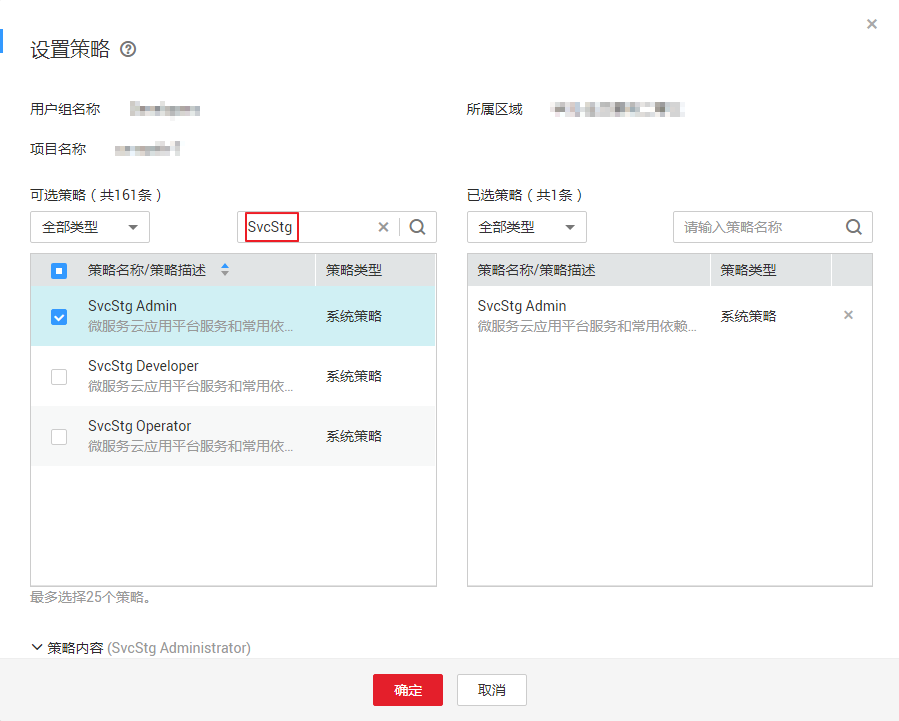 设置策略 ?
用户组名称
所属区域
项目名称
可选策略（共161条）
已选策略（共1条）
全部类型
SvcStg
全部类型
请输入策略名称
策略名称/策略描述
策略类型
策略名称/策略描述
策略类型
SvcStg Admin
微服务云应用平台服务和常用依...
系统策略
SvcStg Admin
微服务云应用平台服务和常用依赖...
系统策略
SvcStg Developer
微服务云应用平台服务和常用依...
系统策略
SvcStg Operator
微服务云应用平台服务和常用依...
系统策略
最多选择25个策略。
策略内容 (SvcStg Administrator)
确定
取消